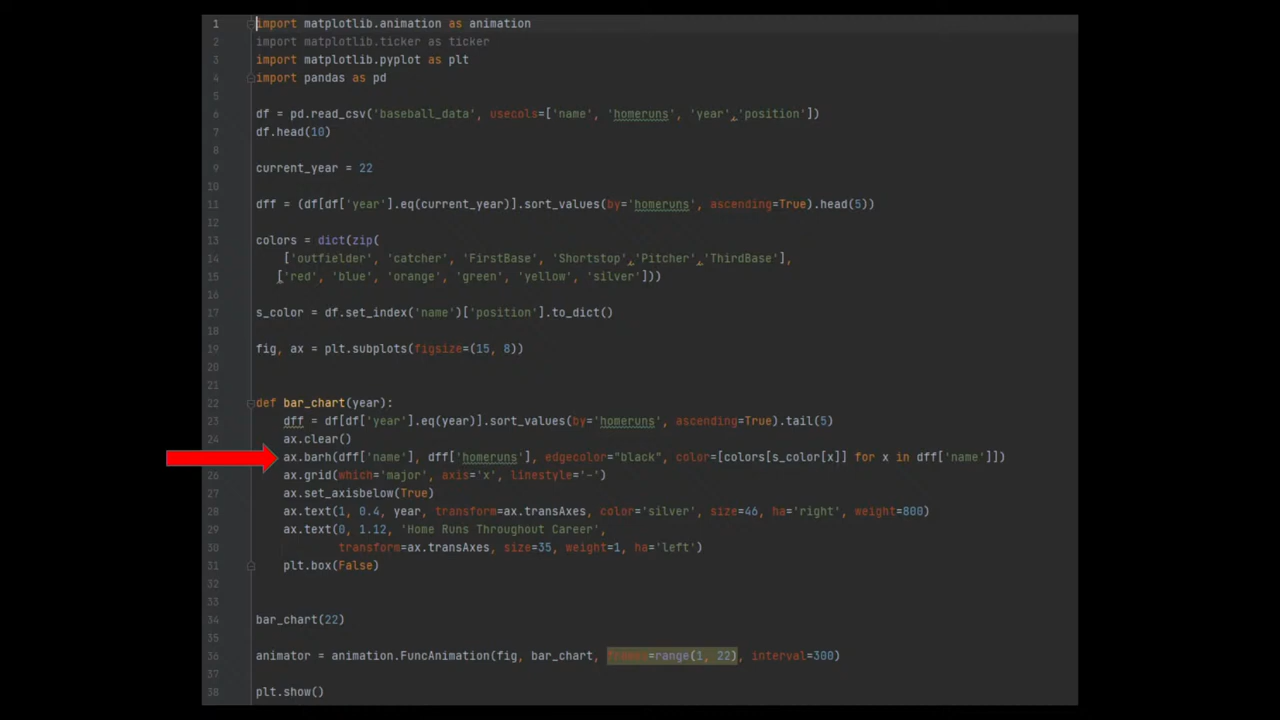 1 import matplotlib.animation as animation
2 import matplotlib.ticker as ticker
3 import matplotlib.pyplot as plt
4 import pandas as pd
5
6 df = pd.read_csv('baseball_data', usecols=['name', 'homeruns', 'year','position'])
7 df.head(10)
8
9 current_year = 22
10
11 dff = (df[df['year'].eq(current_year)].sort_values(by='homeruns', ascending=True).head(5))
12
13 colors = dict(zip(
14 ['outfielder', 'catcher', 'FirstBase', 'Shortstop','Pitcher','ThirdBase'],
15 ['red', 'blue', 'orange', 'green', 'yellow', 'silver']))
16
17 s_color = df.set_index('name')['position'].to_dict()
18
19 fig, ax = plt.subplots(figsize=(15, 8))
20
21
22 def bar_chart(year):
23 dff = df[df['year'].eq(year)].sort_values(by='homeruns', ascending=True).tail(5)
24 ax.clear()
ax.barh(dff['name'], dff['homeruns'], edgecolor="black", color=[colors[s_color[x]] for x in dff['name']])
26 ax.grid(which='major', axis='x', linestyle='-')
27 ax.set_axisbelow(True)
28 ax.text(1, 0.4, year, transform=ax.transAxes, color='silver', size=46, ha='right', weight=800)
29 ax.text(0, 1.12, 'Home Runs Throughout Career',
30 transform=ax.transAxes, size=35, weight=1, ha='left')
31 plt.box(False)
32
33
34 bar_chart(22)
35
36 animator = animation.FuncAnimation(fig, bar_chart, frames=range(1, 22), interval=300)
37
38 plt.show()